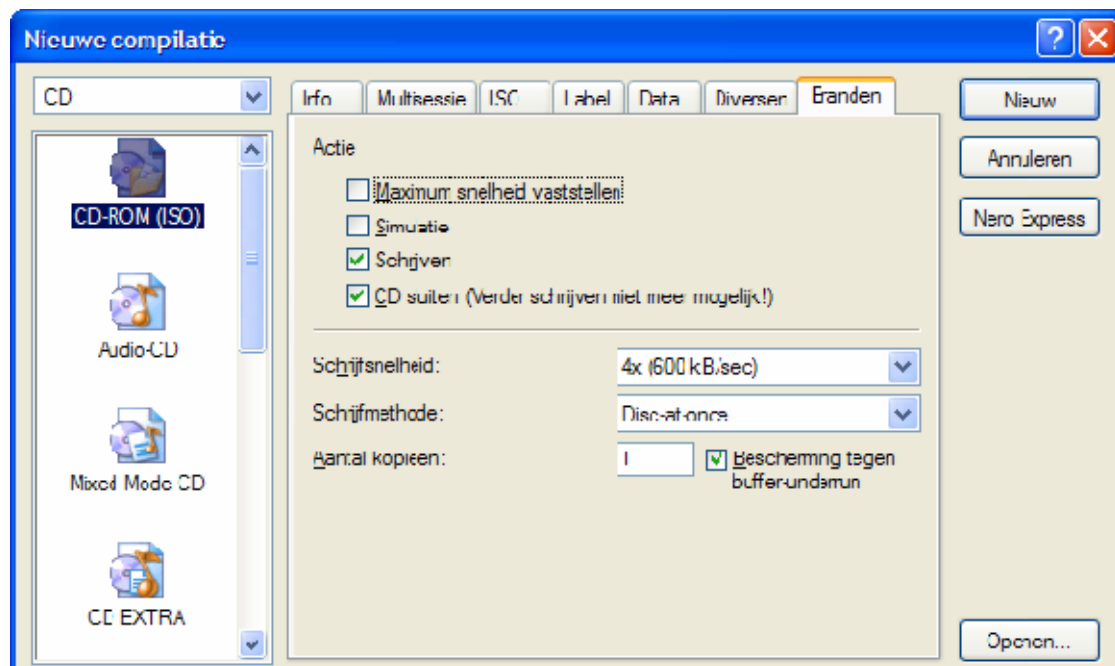 Nieuwe compilatie
CD
Info Multisessie ISO Label Data Diversen Branden
Nieuw
Annuleren
Nero Express
CD-ROM (ISO)
Audio-CD
Mixed Mode CD
CD EXTRA
Actie
Maximum snelheid vaststellen
Simulatie
Schrijven
CD sluiten (Verder schrijven niet meer mogelijk!)
Schrijfsnelheid: 4x (600 kB/sec)
Schrijfmethode: Disc-at-once
Aantal kopieën: 1 Bescherming tegen
buffer-underrun
Openen...